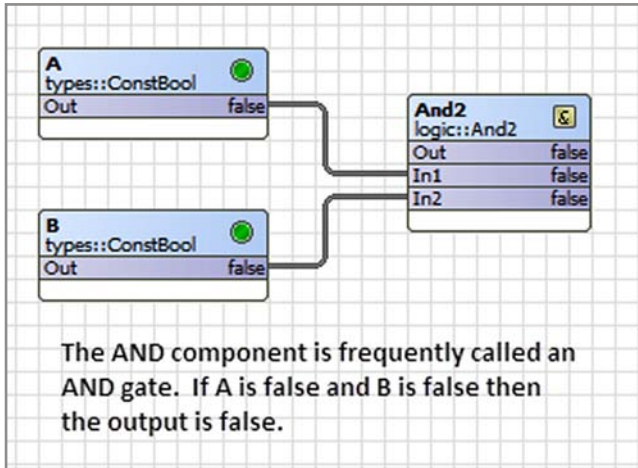 A
types::ConstBool
Out false
And2
logic::And2
&
Out false
In1 false
In2 false
B
types::ConstBool
Out false
The AND component is frequently called an
AND gate. If A is false and B is false then
the output is false.